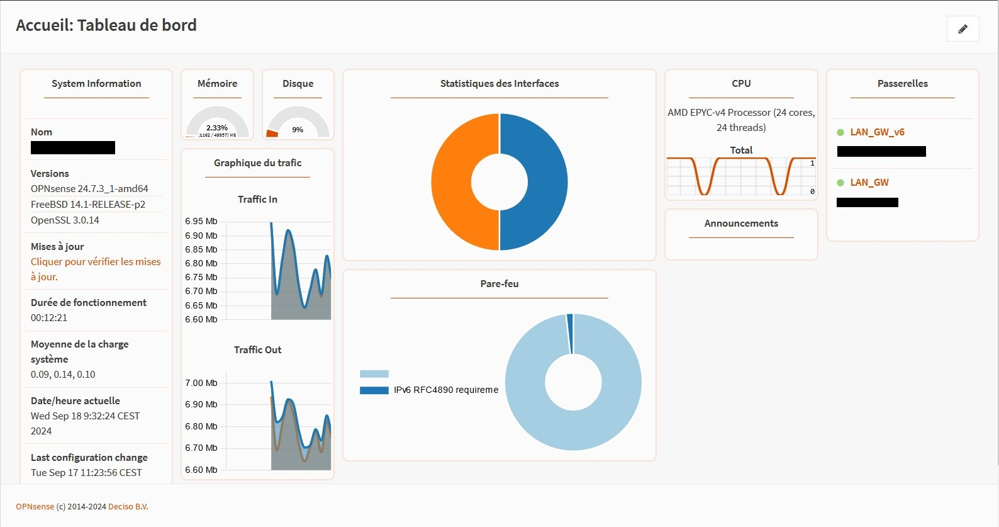 Accueil: Tableau de bord
System Information
Nom
Versions
OPNsense 24.7.3_1-amd64
FreeBSD 14.1-RELEASE-p2
OpenSSL 3.0.14
Mises à jour
Cliquer pour vérifier les mises
à jour.
Durée de fonctionnement
00:12:21
Moyenne de la charge
système
0.09, 0.14, 0.10
Date/heure actuelle
Wed Sep 18 9:32:24 CEST
2024
Last configuration change
Tue Sep 17 11:23:56 CEST
Mémoire
2.33%
(1162 / 49937) MB
Disque
9%
Graphique du trafic
Traffic In
6.95 Mb
6.90 Mb
6.85 Mb
6.80 Mb
6.75 Mb
6.70 Mb
6.65 Mb
6.60 Mb
Traffic Out
7.00 Mb
6.90 Mb
6.80 Mb
6.70 Mb
6.60 Mb
Statistiques des Interfaces
Pare-feu
IPv6 RFC4890 requireme
CPU
AMD EPYC-v4 Processor (24 cores,
24 threads)
Total
1
0
Announcements
Passerelles
LAN_GW_v6
LAN_GW
OPNsense (c) 2014-2024 Deciso B.V.